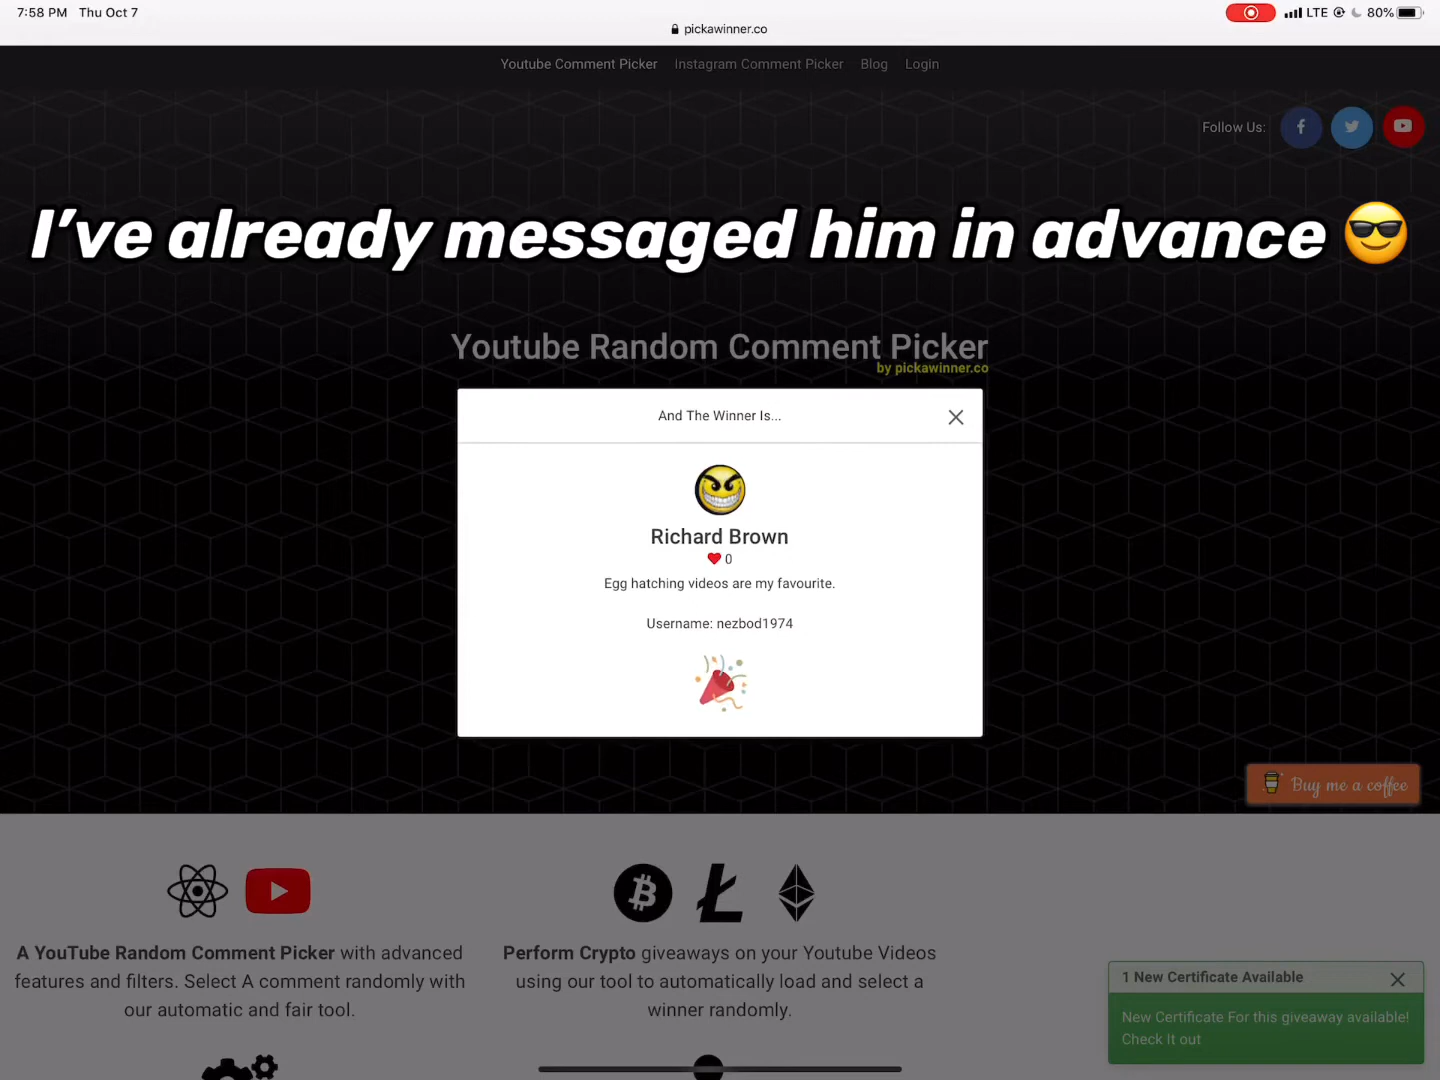 7:58 PM Thu Oct 7
LTE 80%
pickawinner.co
Youtube Comment Picker Instagram Comment Picker Blog Login
Follow Us:
I've already messaged him in advance 😎
Youtube Random Comment Picker
by pickawinner.co
And The Winner Is...
Richard Brown
0
Egg hatching videos are my favourite.
Username: nezbod1974
Buy me a coffee
A YouTube Random Comment Picker with advanced
features and filters. Select A comment randomly with
our automatic and fair tool.
Perform Crypto giveaways on your Youtube Videos
using our tool to automatically load and select a
winner randomly.
1 New Certificate Available
New Certificate For this giveaway available!
Check It out